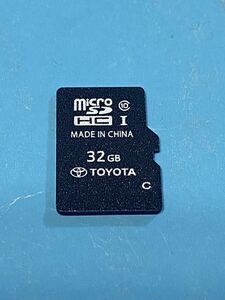 micro
SD
HC I 10
MADE IN CHINA
32GB
TOYOTA
C